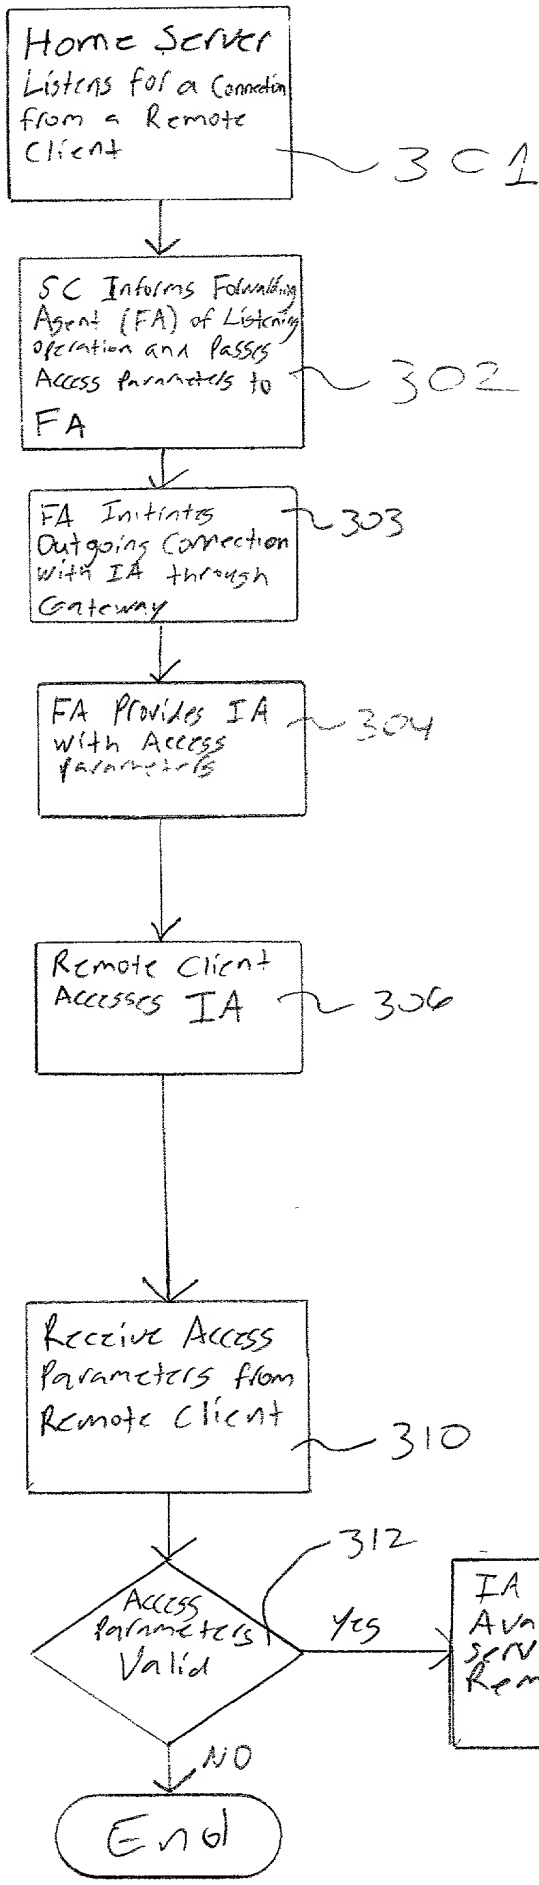 Home Server
Listens for a Connection
from a Remote
Client
301
SC Informs Forwarding
Agent (FA) of Listening
operation and Passes
Access Parameters to
FA
302
FA Initiates
Outgoing Connection
with IA through
Gateway
303
FA Provides IA
with Access
Parameters
304
Remote Client
Accesses IA
306
Receive Access
Parameters from
Remote Client
310
312
Access
Parameters
Valid
Yes
IA
NO
End